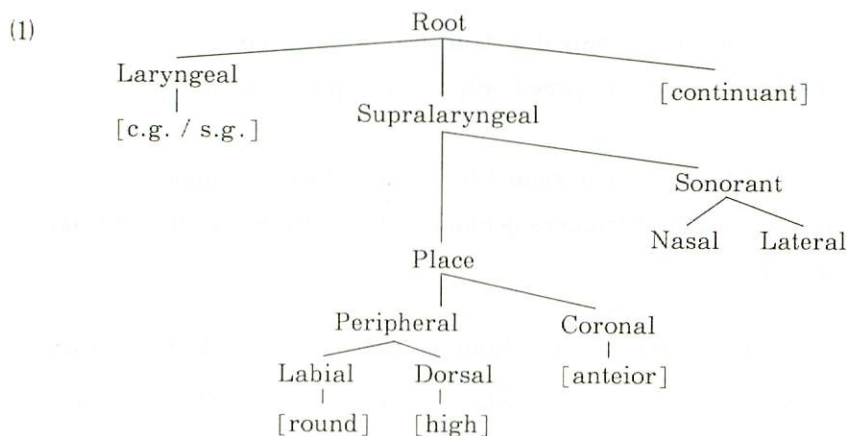 (1)
Root
Laryngeal
[continuant]
[c.g. / s.g.]
Supralaryngeal
Sonorant
Nasal Lateral
Place
Peripheral Coronal
Labial Dorsal [anteior]
[round] [high]